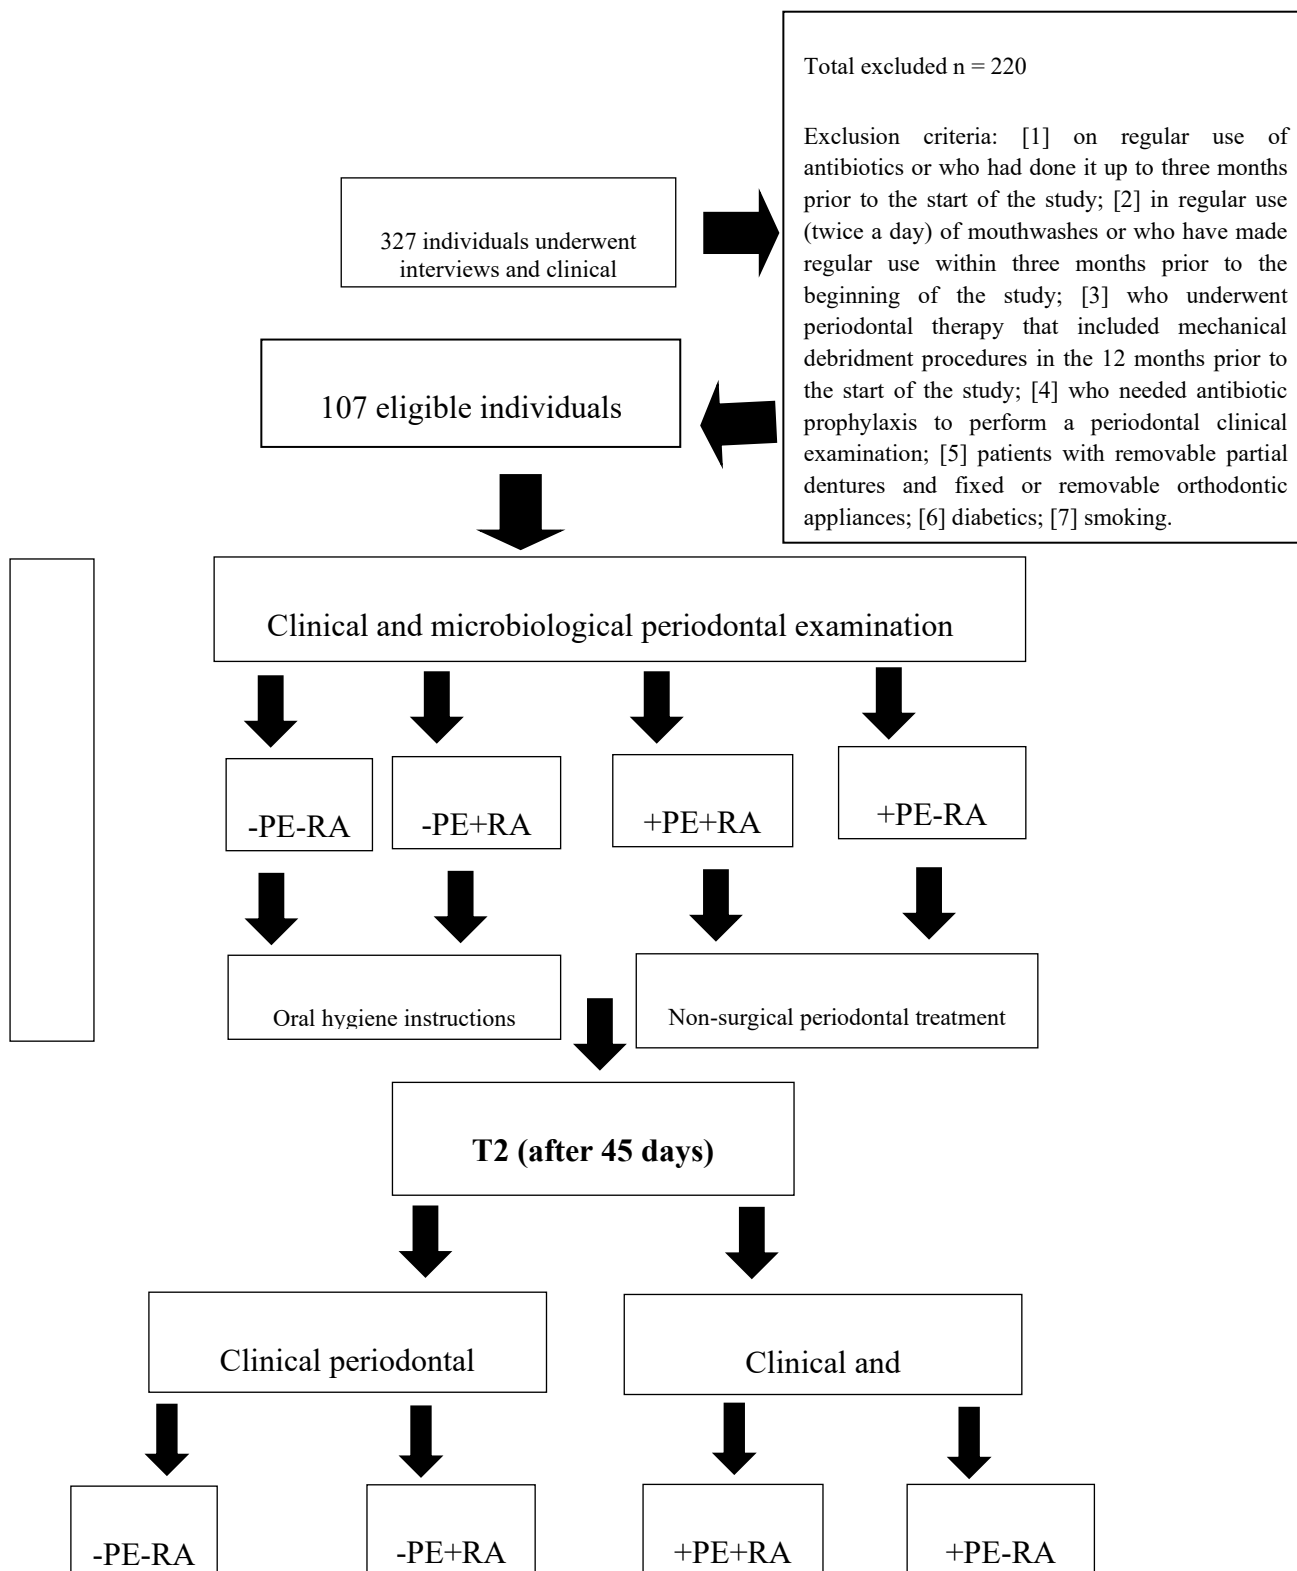 Total excluded n = 220
Exclusion criteria: [1] on regular use of
antibiotics or who had done it up to three months
prior to the start of the study; [2] in regular use
(twice a day) of mouthwashes or who have made
regular use within three months prior to the
beginning of the study; [3] who underwent
periodontal therapy that included mechanical
debridment procedures in the 12 months prior to
the start of the study; [4] who needed antibiotic
prophylaxis to perform a periodontal clinical
examination; [5] patients with removable partial
dentures and fixed or removable orthodontic
appliances; [6] diabetics; [7] smoking.
327 individuals underwent
interviews and clinical
107 eligible individuals
Clinical and microbiological periodontal examination
-PE-RA
-PE+RA
+PE+RA
+PE-RA
Oral hygiene instructions
Non-surgical periodontal treatment
T2 (after 45 days)
Clinical periodontal
Clinical and
-PE-RA
-PE+RA
+PE+RA
+PE-RA